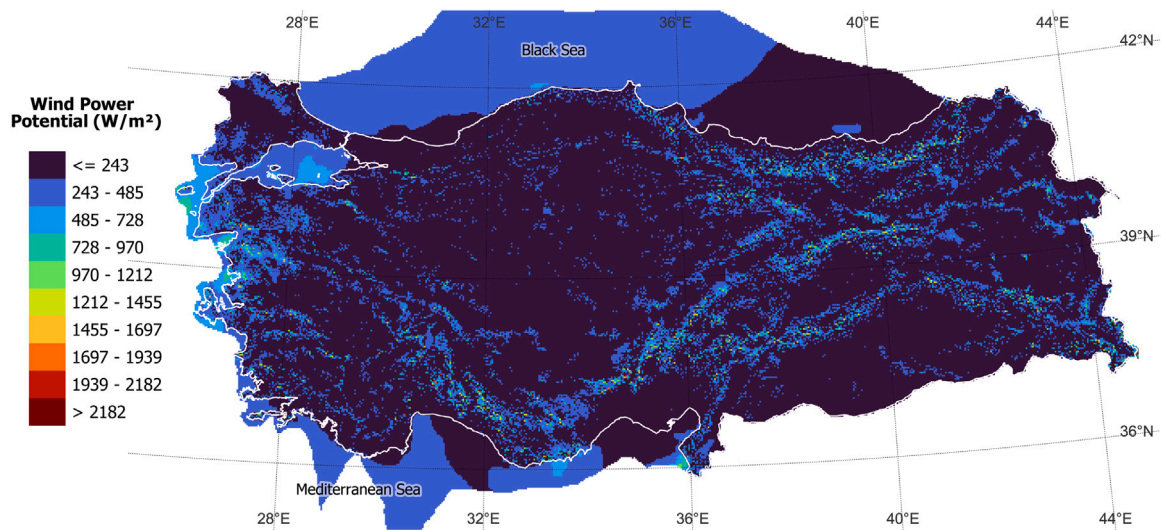 28°E
32°E
36°E
40°E
44°E
42°N
Black Sea
Wind Power
Potential (W/m²)
<= 243
243 - 485
485 - 728
728 - 970
970 - 1212
1212 - 1455
1455 - 1697
1697 - 1939
1939 - 2182
> 2182
39°N
36°N
Mediterranean Sea
28°E
32°E
36°E
40°E
44°E